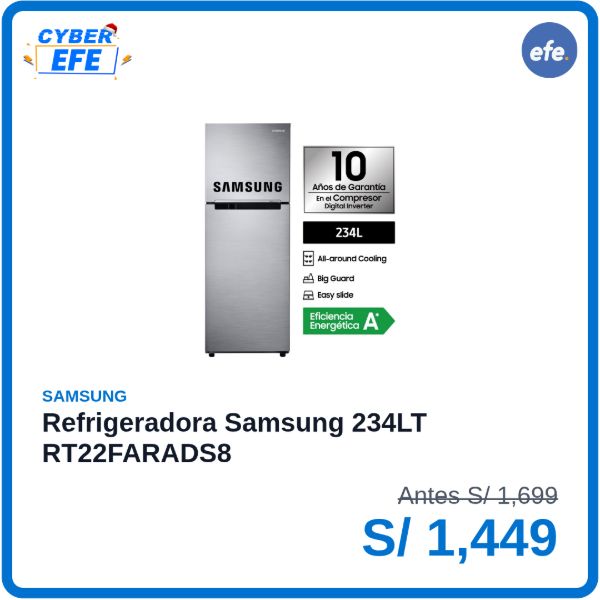 CYBER
EFE
efe.
SAMSUNG
10
Años de Garantía
En el Compresor
Digital Inverter
234L
All-around Cooling
Big Guard
Easy slide
Eficiencia
Energética A+
SAMSUNG
Refrigeradora Samsung 234LT
RT22FARADS8
Antes S/ 1,699
S/ 1,449